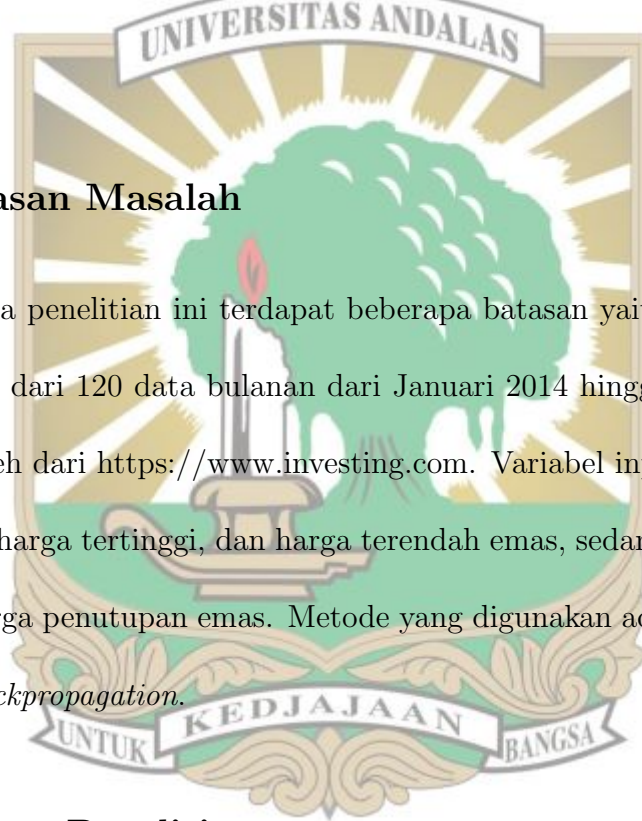 UNIVERSITAS ANDALAS
asan Masalah
a penelitian ini terdapat beberapa batasan yai
dari 120 data bulanan dari Januari 2014 hingg
eh dari https://www.investing.com. Variabel in
harga tertinggi, dan harga terendah emas, sedan
rga penutupan emas. Metode yang digunakan ad
ckpropagation.
UNTUK KEDJAJAAN BANGSA